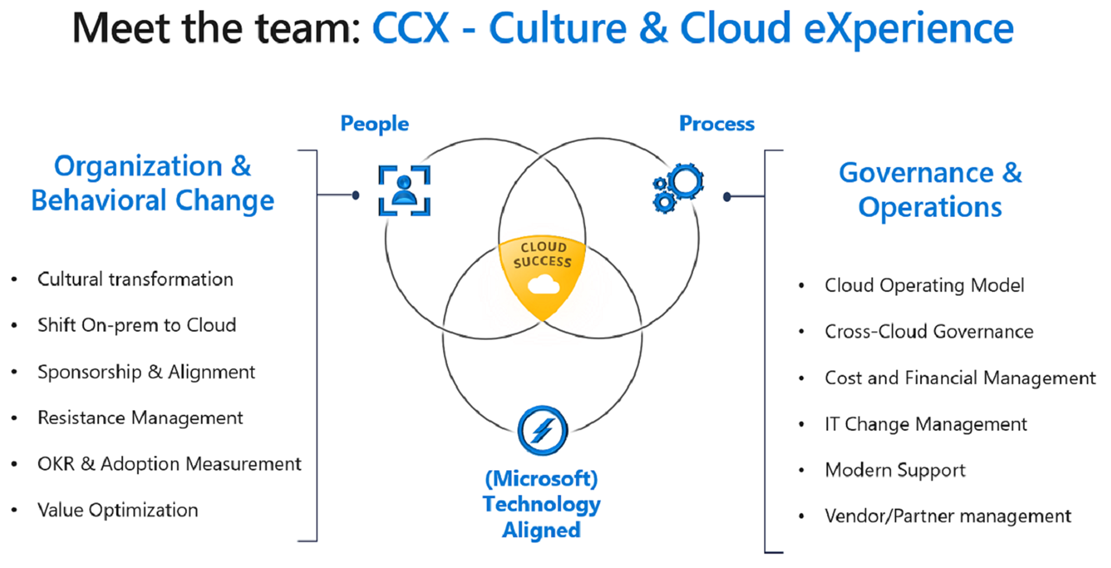 Meet the team: CCX - Culture & Cloud eXperience
People
Process
Organization &
Behavioral Change
Governance &
Operations
CLOUD
SUCCESS
• Cultural transformation
• Shift On-prem to Cloud
• Sponsorship & Alignment
• Resistance Management
• OKR & Adoption Measurement
• Value Optimization
• Cloud Operating Model
• Cross-Cloud Governance
• Cost and Financial Management
• IT Change Management
• Modern Support
• Vendor/Partner management
(Microsoft)
Technology
Aligned